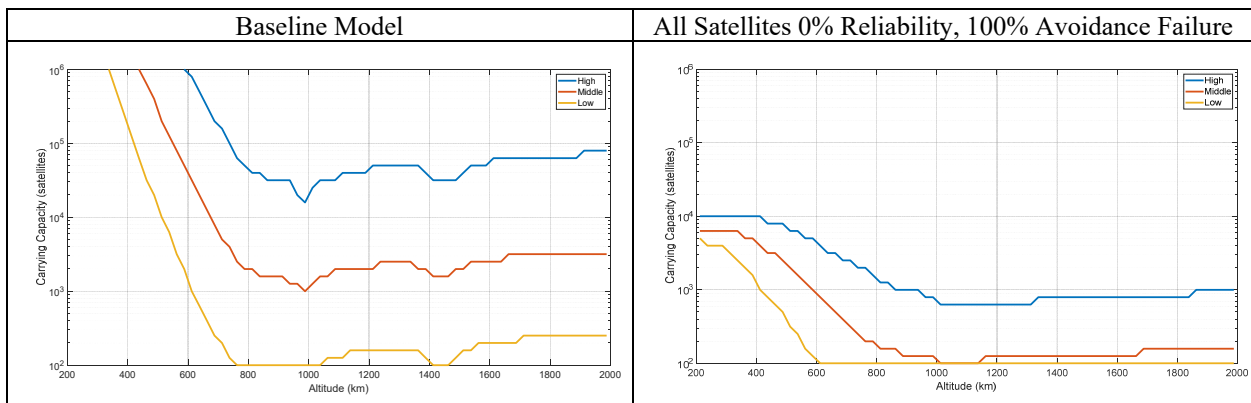 Baseline Model
All Satellites 0% Reliability, 100% Avoidance Failure
10^6
10^5
10^4
10^3
10^2
Carrying Capacity (satellites)
200 400 600 800 1000 1200 1400 1600 1800 2000
Altitude (km)
High
Middle
Low
10^6
10^5
10^4
10^3
10^2
Carrying Capacity (satellites)
200 400 600 800 1000 1200 1400 1600 1800 2000
Altitude (km)
High
Middle
Low